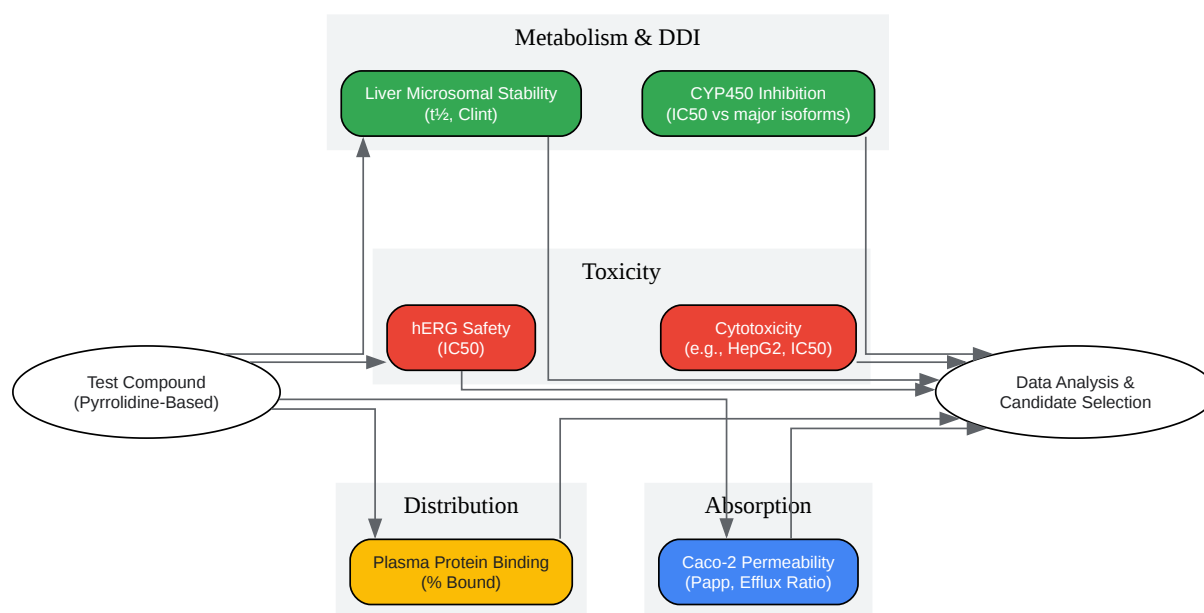 Metabolism & DDI
Liver Microsomal Stability
(t½, Clint)
CYP450 Inhibition
(IC50 vs major isoforms)
Toxicity
hERG Safety
(IC50)
Cytotoxicity
(e.g., HepG2, IC50)
Test Compound
(Pyrrolidine-Based)
Data Analysis &
Candidate Selection
Distribution
Plasma Protein Binding
(% Bound)
Absorption
Caco-2 Permeability
(Papp, Efflux Ratio)